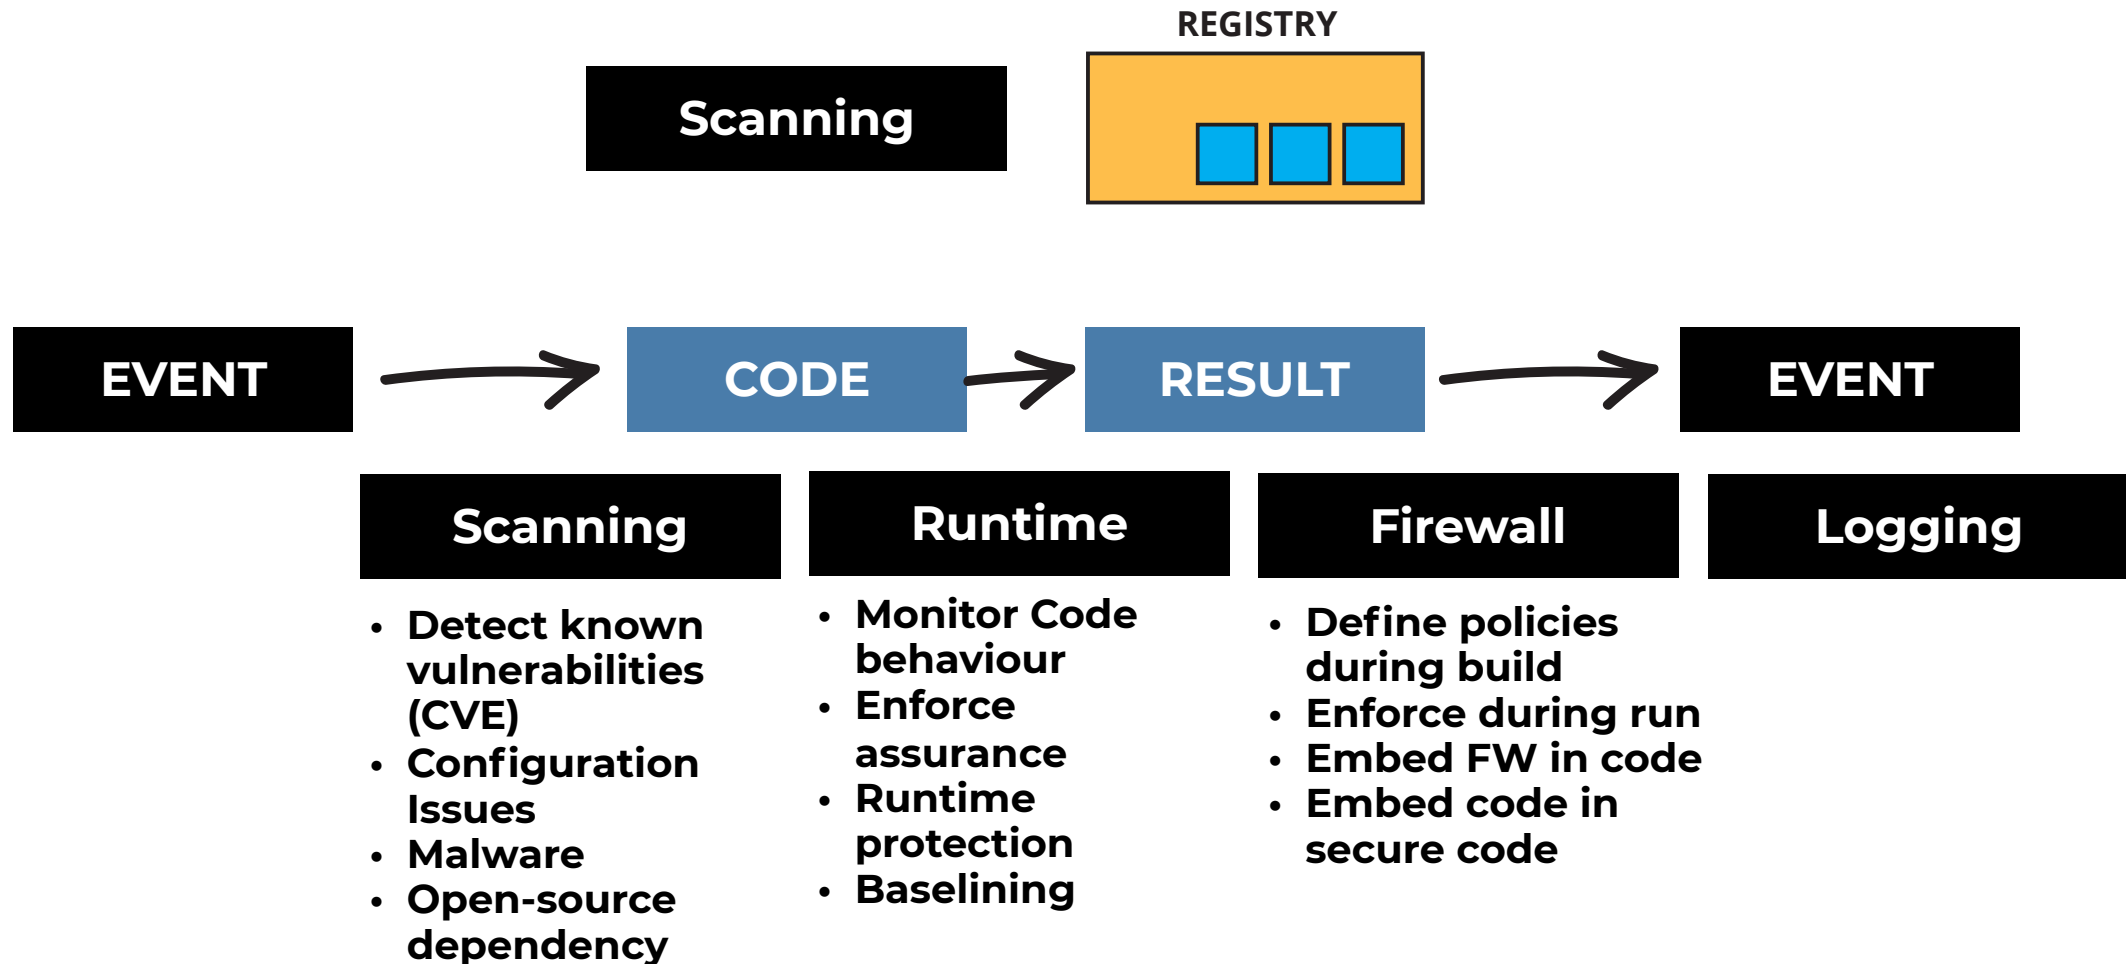 REGISTRY
Scanning
EVENT
CODE
RESULT
EVENT
Scanning
• Detect known
vulnerabilities
(CVE)
• Configuration
Issues
• Malware
• Open-source
dependency
Runtime
• Monitor Code
behaviour
• Enforce
assurance
• Runtime
protection
• Baselining
Firewall
• Define policies
during build
• Enforce during run
• Embed FW in code
• Embed code in
secure code
Logging